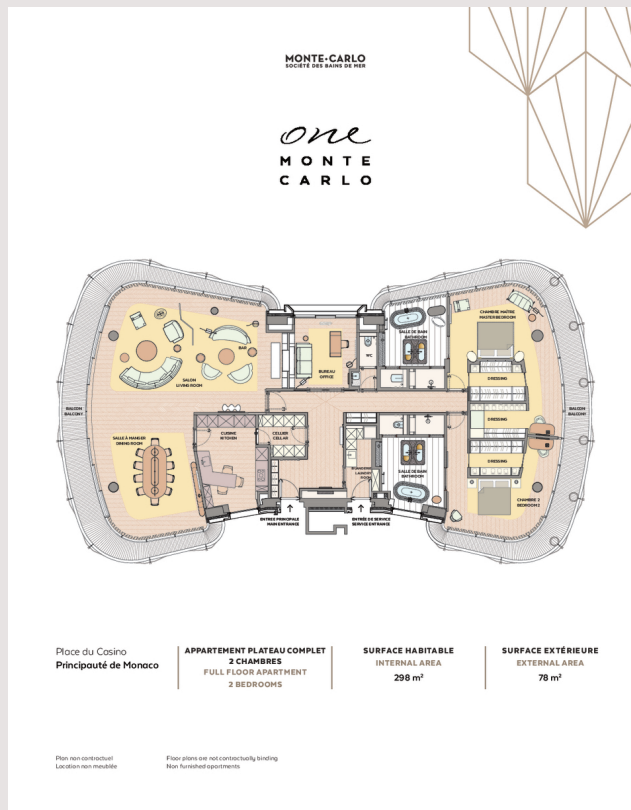 MONTE·CARLO
SOCIÉTÉ DES BAINS DE MER
one
MONTE
CARLO
CHAMBRE MAÎTRE
MASTER BEDROOM
SALLE DE BAIN
BATHROOM
BAR
WC
BUREAU
OFFICE
SALON
LIVING ROOM
DRESSING
BALCON
BALCONY
BALCON
BALCONY
DRESSING
CUISINE
KITCHEN
CELLIER
CELLAR
SALLE À MANGER
DINING ROOM
DRESSING
LAUNDRY
ROOM
SALLE DE BAIN
BATHROOM
CHAMBRE 2
BEDROOM 2
ENTRÉE PRINCIPALE
MAIN ENTRANCE
ENTRÉE DE SERVICE
SERVICE ENTRANCE
Place du Casino
Principauté de Monaco
APPARTEMENT PLATEAU COMPLET
2 CHAMBRES
FULL FLOOR APARTMENT
2 BEDROOMS
SURFACE HABITABLE
INTERNAL AREA
298 m²
SURFACE EXTÉRIEURE
EXTERNAL AREA
78 m²
Plan non contractuel
Location non meublée
Floor plans are not contractually binding
Non furnished apartments